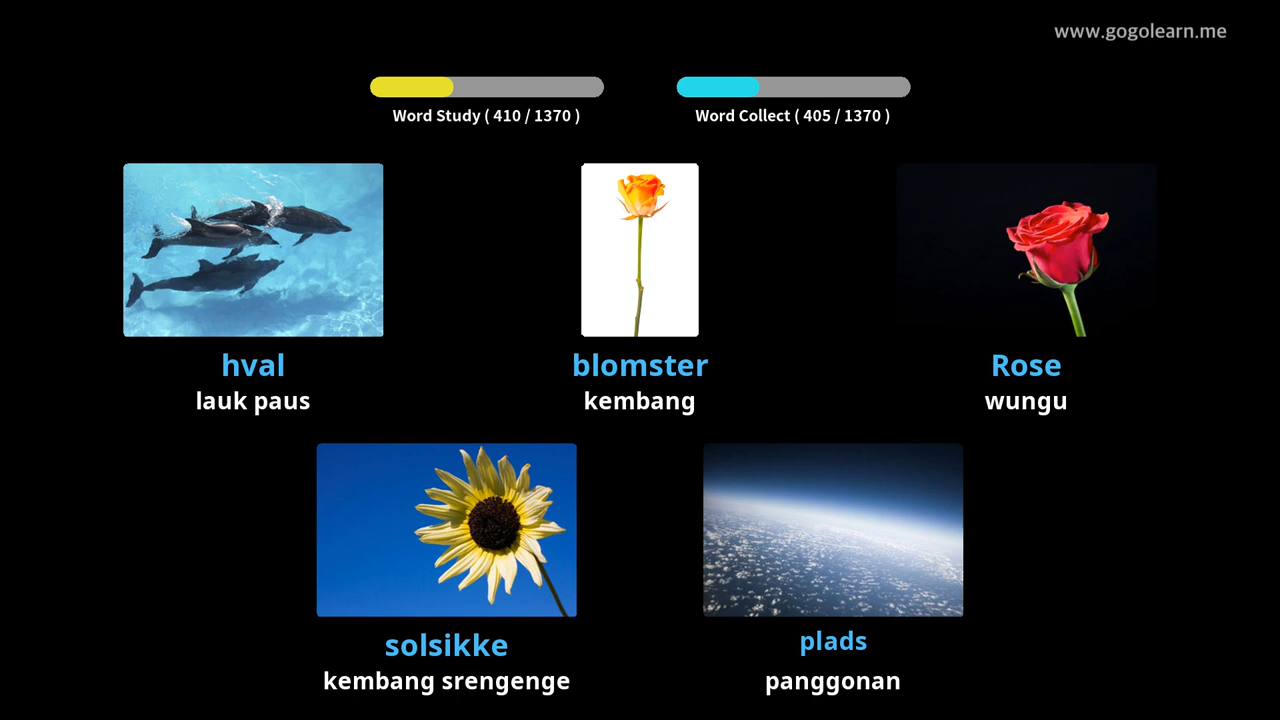 www.gogolearn.me
Word Study ( 410 / 1370 )
Word Collect ( 405 / 1370 )
hval
lauk paus
blomster
kembang
Rose
wungu
solsikke
kembang srengenge
plads
panggonan